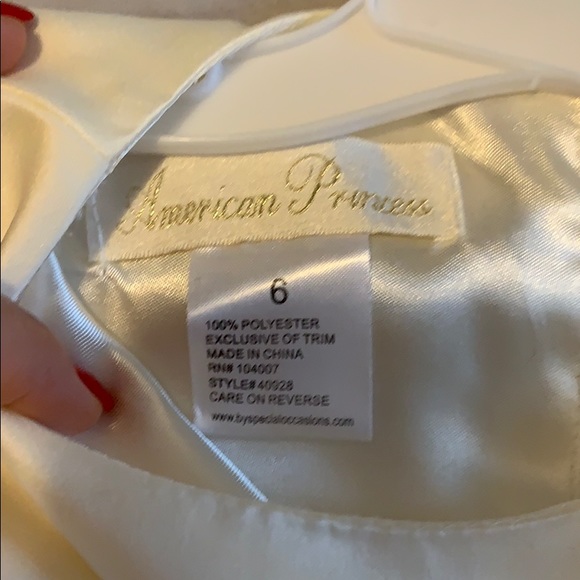 American Princess
6
100% POLYESTER
EXCLUSIVE OF TRIM
MADE IN CHINA
RN# 104007
STYLE# 40928
CARE ON REVERSE
www.byspecialoccasions.com